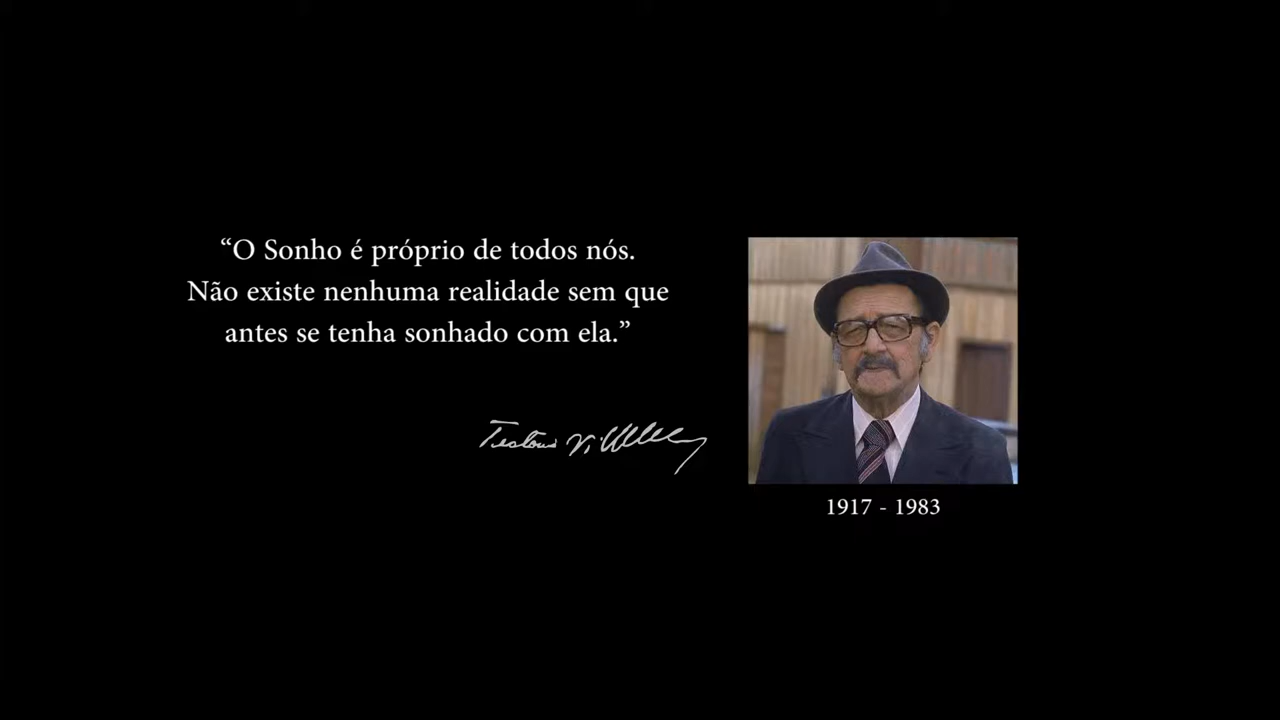 “O Sonho é próprio de todos nós.
Não existe nenhuma realidade sem que
antes se tenha sonhado com ela.”
1917 - 1983